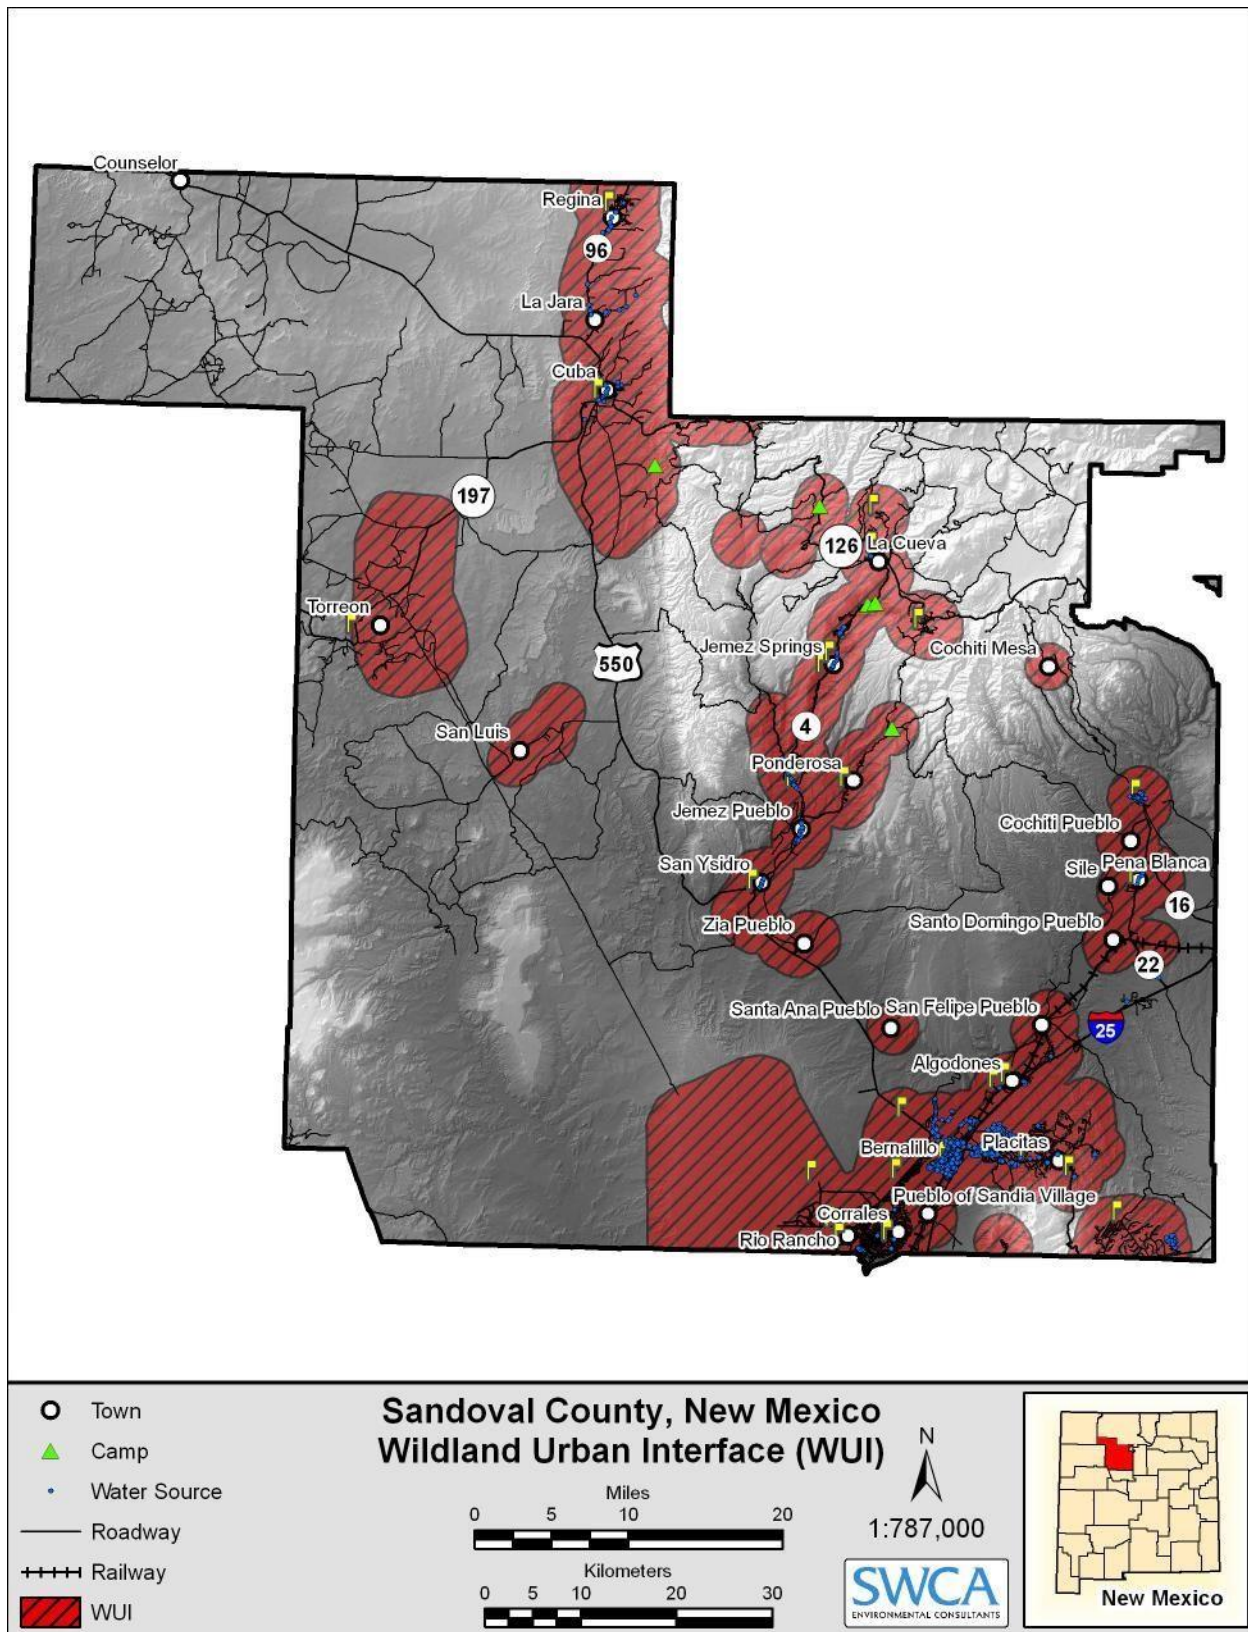 Counselor
Regina
96
La Jara
Cuba
197
126
La Cueva
Torreon
Jemez Springs
Cochiti Mesa
550
San Luis
4
Ponderosa
Jemez Pueblo
Cochiti Pueblo
San Ysidro
Sile
Pena Blanca
16
Zia Pueblo
Santo Domingo Pueblo
22
Santa Ana Pueblo
San Felipe Pueblo
25
Algodones
Bernalillo
Placitas
Pueblo of Sandia Village
Corrales
Rio Rancho
Town
Camp
Water Source
Roadway
Railway
WUI
Sandoval County, New Mexico
Wildland Urban Interface (WUI)
Miles
0 5 10 20
Kilometers
0 5 10 20 30
N
1:787,000
SWCA
ENVIRONMENTAL CONSULTANTS
New Mexico